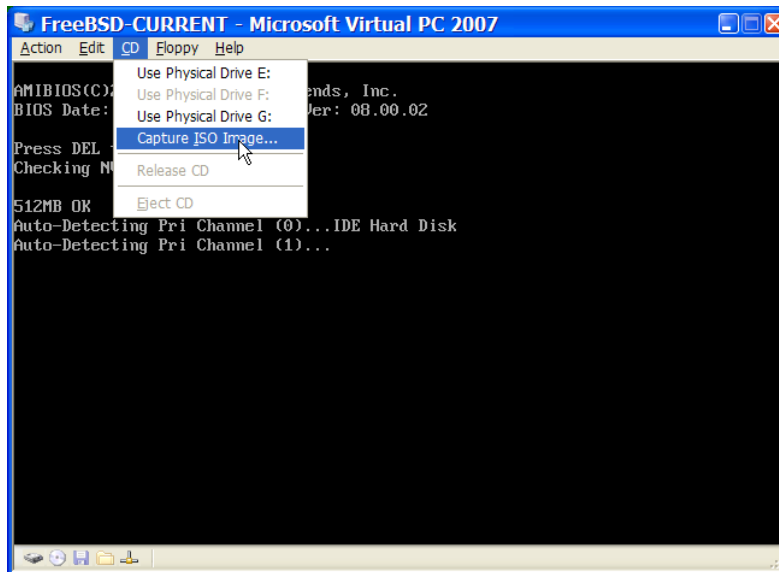 FreeBSD-CURRENT - Microsoft Virtual PC 2007
Action Edit CD Floppy Help
Use Physical Drive E:
Use Physical Drive F:
Use Physical Drive G:
Capture ISO Image...
Release CD
Eject CD
AMIBIOS(C) ends, Inc.
BIOS Date: Ver: 08.00.02
Press DEL
Checking
512MB OK
Auto-Detecting Pri Channel (0)...IDE Hard Disk
Auto-Detecting Pri Channel (1)...